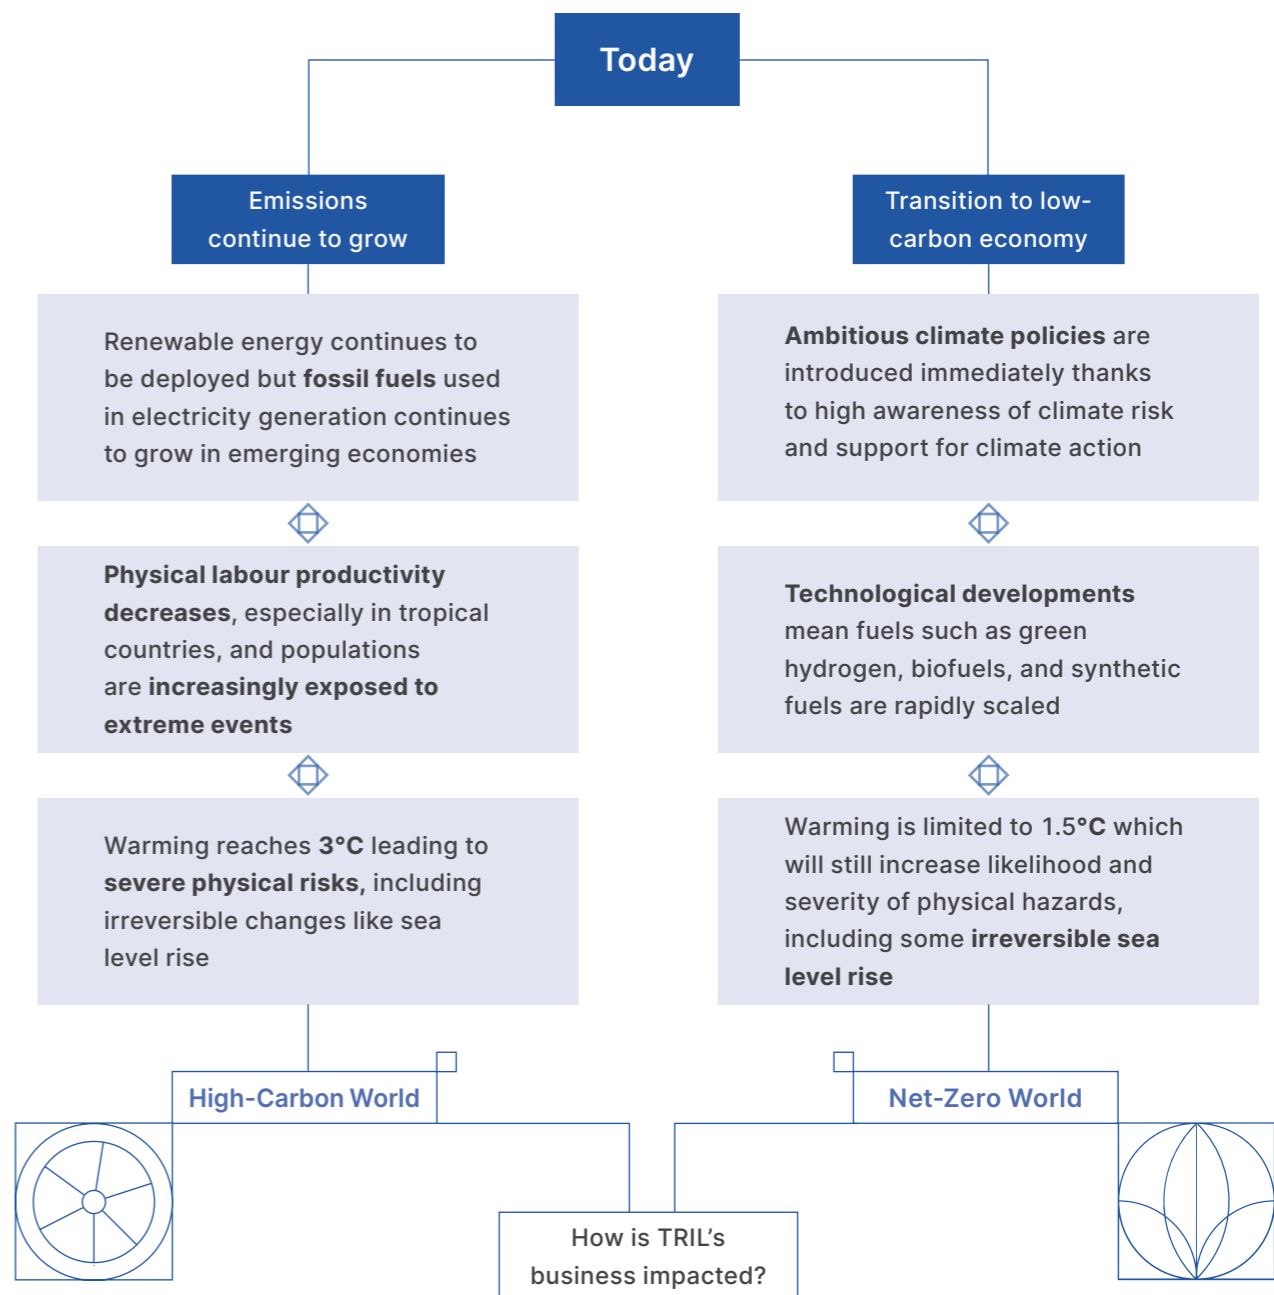 Today
Emissions
continue to grow
Renewable energy continues to
be deployed but fossil fuels used
in electricity generation continues
to grow in emerging economies
Physical labour productivity
decreases, especially in tropical
countries, and populations
are increasingly exposed to
extreme events
Warming reaches 3°C leading to
severe physical risks, including
irreversible changes like sea
level rise
High-Carbon World
Transition to low-
carbon economy
Ambitious climate policies are
introduced immediately thanks
to high awareness of climate risk
and support for climate action
Technological developments
mean fuels such as green
hydrogen, biofuels, and synthetic
fuels are rapidly scaled
Warming is limited to 1.5°C which
will still increase likelihood and
severity of physical hazards,
including some irreversible sea
level rise
Net-Zero World
How is TRIL’s
business impacted?